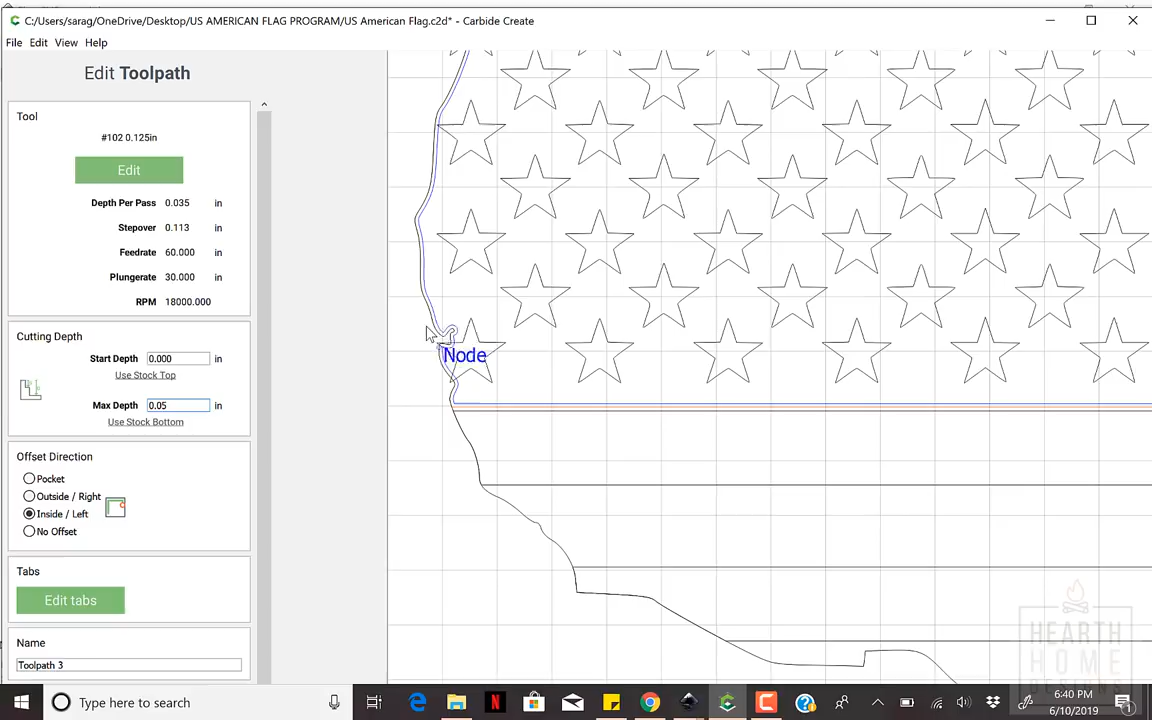 C:/Users/sarag/OneDrive/Desktop/US AMERICAN FLAG PROGRAM/US American Flag.c2d* - Carbide Create
File Edit View Help
Edit Toolpath
Tool
#102 0.125in
Edit
Depth Per Pass 0.035 in
Stepover 0.113 in
Feedrate 60.000 in
Plungerate 30.000 in
RPM 18000.000
Cutting Depth
Start Depth 0.000 in
Use Stock Top
Max Depth 0.05 in
Use Stock Bottom
Offset Direction
Pocket
Outside / Right
Inside / Left
No Offset
Tabs
Edit tabs
Name
Toolpath 3
Node
HEARTH
HOME
DESIGNS
Type here to search
6:40 PM
6/10/2019
1